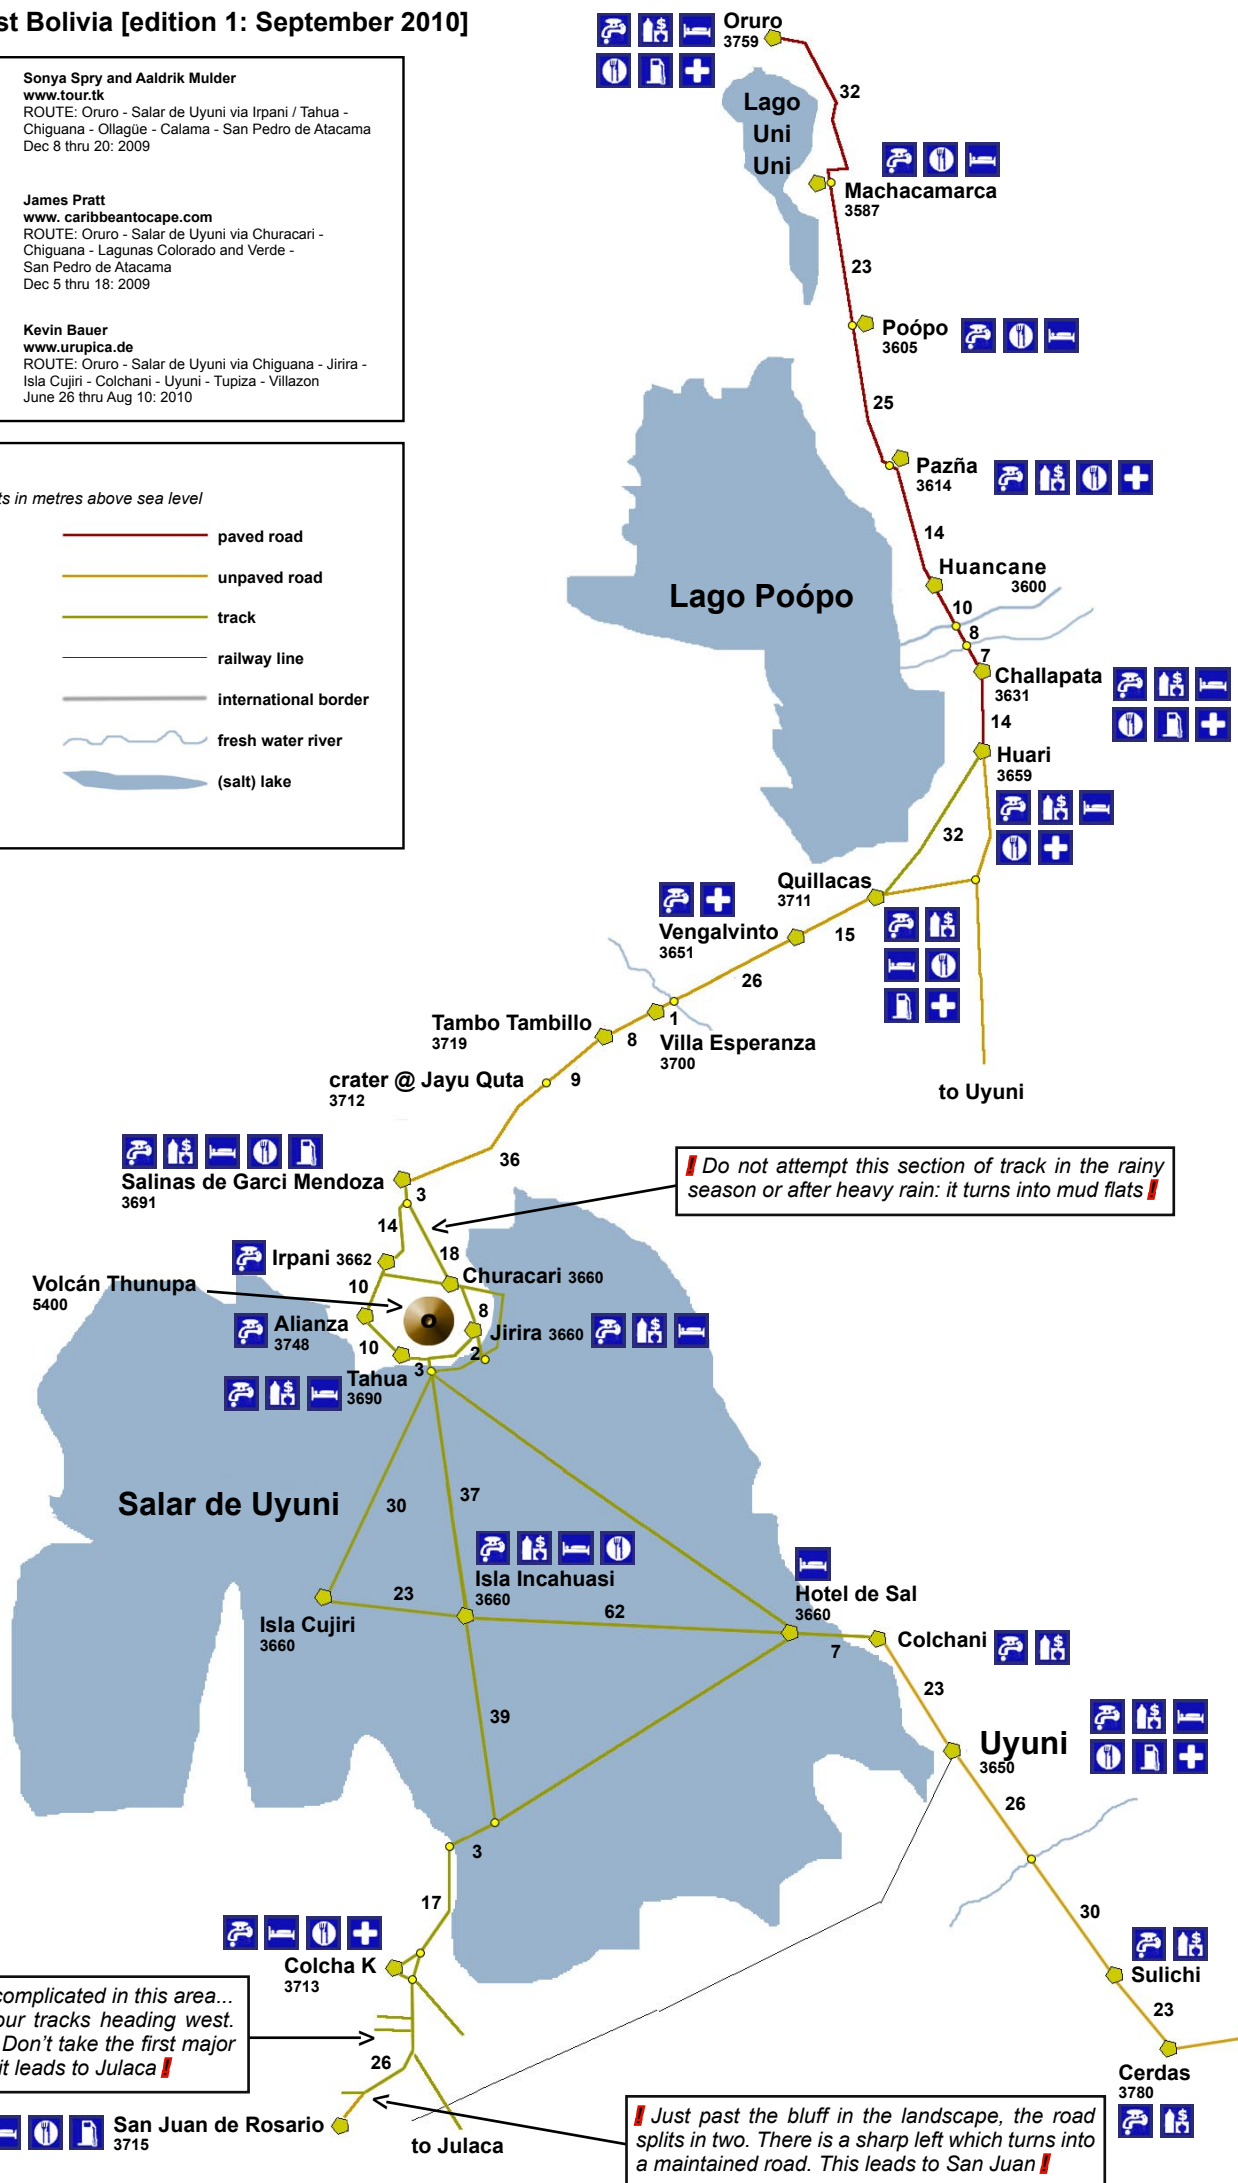 st Bolivia [edition 1: September 2010]
Sonya Spry and Aaldrik Mulder
www.tour.tk
ROUTE: Oruro - Salar de Uyuni via Irpani / Tahua -
Chiguana - Ollagüe - Calama - San Pedro de Atacama
Dec 8 thru 20: 2009
James Pratt
www. caribbeantocape.com
ROUTE: Oruro - Salar de Uyuni via Churacari -
Chiguana - Lagunas Colorado and Verde -
San Pedro de Atacama
Dec 5 thru 18: 2009
Kevin Bauer
www.urupica.de
ROUTE: Oruro - Salar de Uyuni via Chiguana - Jirira -
Isla Cujiri - Colchani - Uyuni - Tupiza - Villazon
June 26 thru Aug 10: 2010
ts in metres above sea level
paved road
unpaved road
track
railway line
international border
fresh water river
(salt) lake
Oruro
3759
32
Lago
Uni
Uni
Machacamarca
3587
23
Poópo
3605
25
Pazña
3614
14
Huancane
3600
Lago Poópo
10
8
7
Challapata
3631
14
Huari
3659
32
Quillacas
3711
Vengalvinto
3651
15
26
Tambo Tambillo
3719
8
1
Villa Esperanza
3700
crater @ Jayu Quta
3712
9
to Uyuni
36
Salinas de Garci Mendoza
3691
3
! Do not attempt this section of track in the rainy
season or after heavy rain: it turns into mud flats !
14
18
Irpani 3662
Churacari 3660
10
Volcán Thunupa
5400
8
Alianza
3748
Jirira 3660
10
2
3
Tahua
3690
37
30
Salar de Uyuni
Isla Incahuasi
3660
Hotel de Sal
3660
23
62
Isla Cujiri
3660
Colchani
7
23
39
Uyuni
3650
26
3
17
30
Colcha K
3713
Sulichi
complicated in this area...
our tracks heading west.
Don't take the first major
it leads to Julaca !
23
26
Cerdas
3780
San Juan de Rosario
3715
to Julaca
! Just past the bluff in the landscape, the road
splits in two. There is a sharp left which turns into
a maintained road. This leads to San Juan !